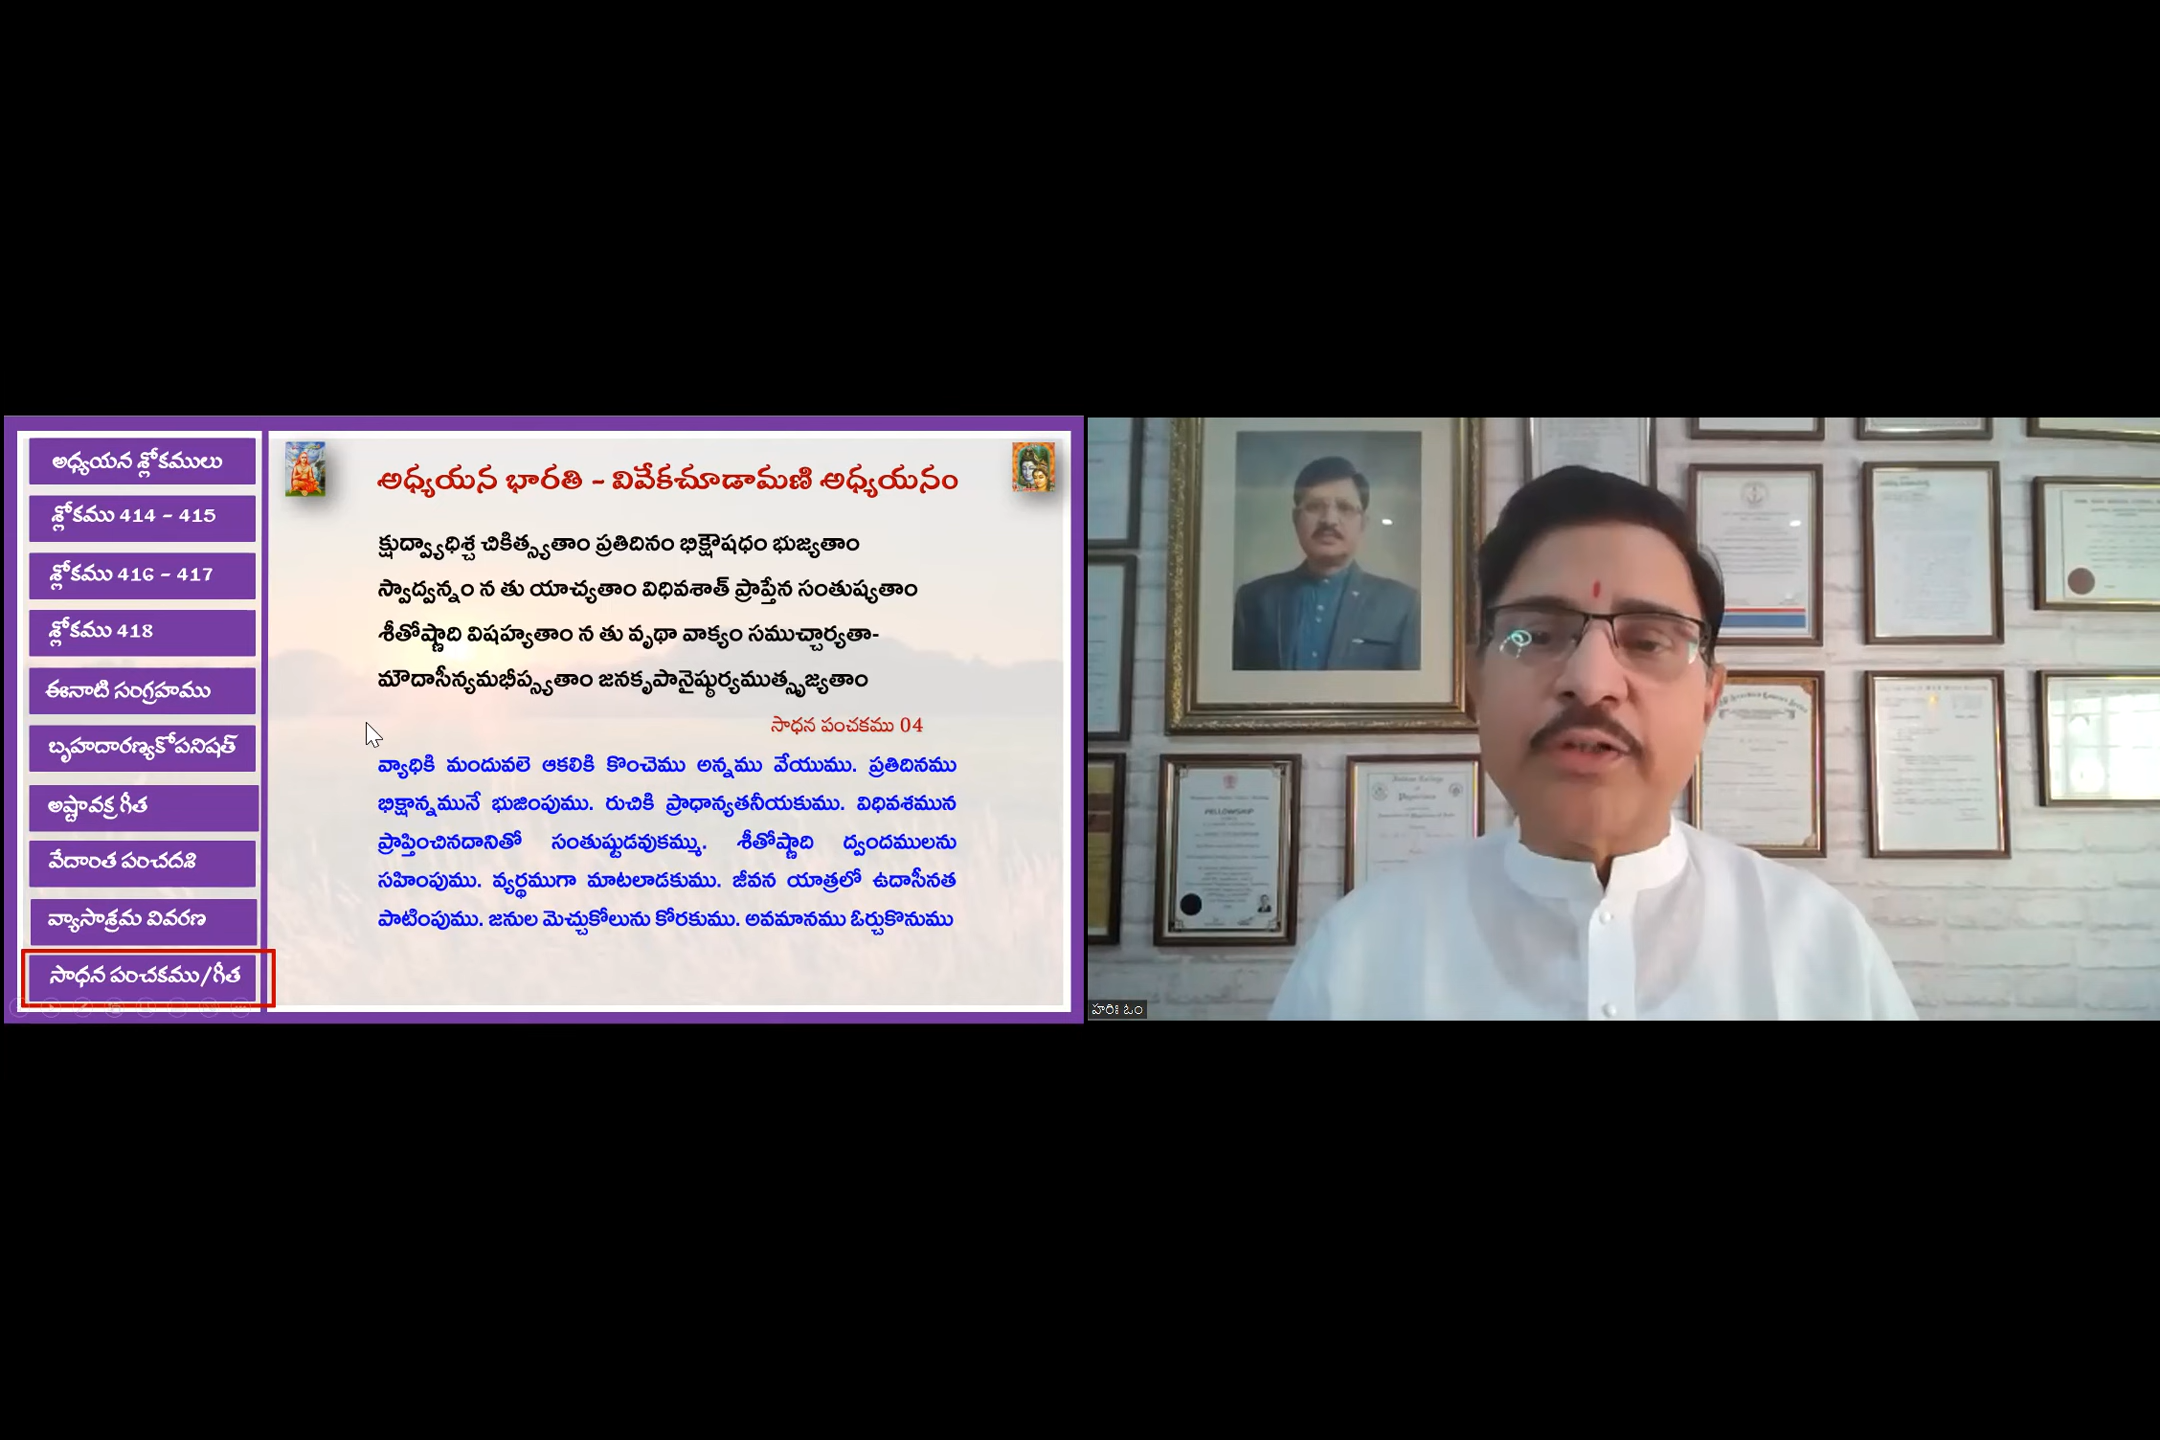 అధ్యయన శ్లోకములు
శ్లోకము 414 - 415
శ్లోకము 416 - 417
శ్లోకము 418
ఈనాటి సంగ్రహము
బృహదారణ్యకోపనిషత్
అష్టావక్ర గీత
వేదాంత పంచదశి
వ్యాసాశ్రమ వివరణ
సాధన పంచకము/గీత
అధ్యయన భారతి - వివేకచూడామణి అధ్యయనం
క్షుద్వ్యాధిశ్చ చికిత్స్యతాం ప్రతిదినం భిక్షౌషధం భుజ్యతాం
స్వాద్వన్నం న తు యాచ్యతాం విధివశాత్ ప్రాప్తేన సంతుష్యతాం
శీతోష్ణాది విషహ్యతాం న తు వృథా వాక్యం సముచ్చార్యతా-
మౌదాసీన్యమభీప్స్యతాం జనకృపానైష్ఠుర్యముత్సృజ్యతాం
సాధన పంచకము 04
వ్యాధికి మందువలె ఆకలికి కొంచెము అన్నము వేయుము. ప్రతిదినము
భిక్షాన్నమునే భుజింపుము. రుచికి ప్రాధాన్యతనీయకుము. విధివశమున
ప్రాప్తించినదానితో సంతుష్టుడవుకమ్ము. శీతోష్ణాది ద్వందములను
సహింపుము. వ్యర్థముగా మాటలాడకుము. జీవన యాత్రలో ఉదాసీనత
పాటింపుము. జనుల మెచ్చుకోలును కోరకుము. అవమానము ఓర్చుకొనుము
FELLOWSHIP
హరిః ఓం